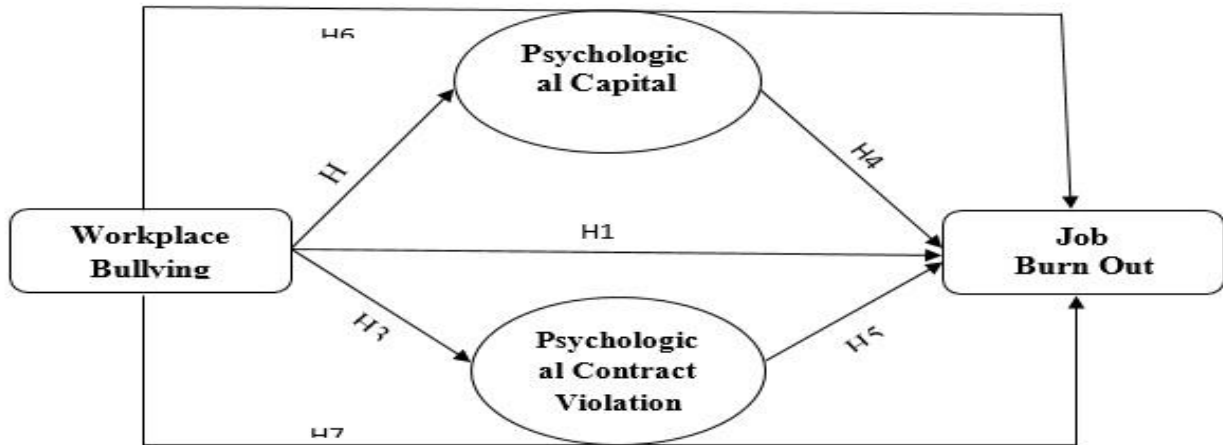 H6
Psychologic
al Capital
H
H4
Workplace
Bullying
H1
Job
Burn Out
H3
H5
Psychologic
al Contract
Violation
H7